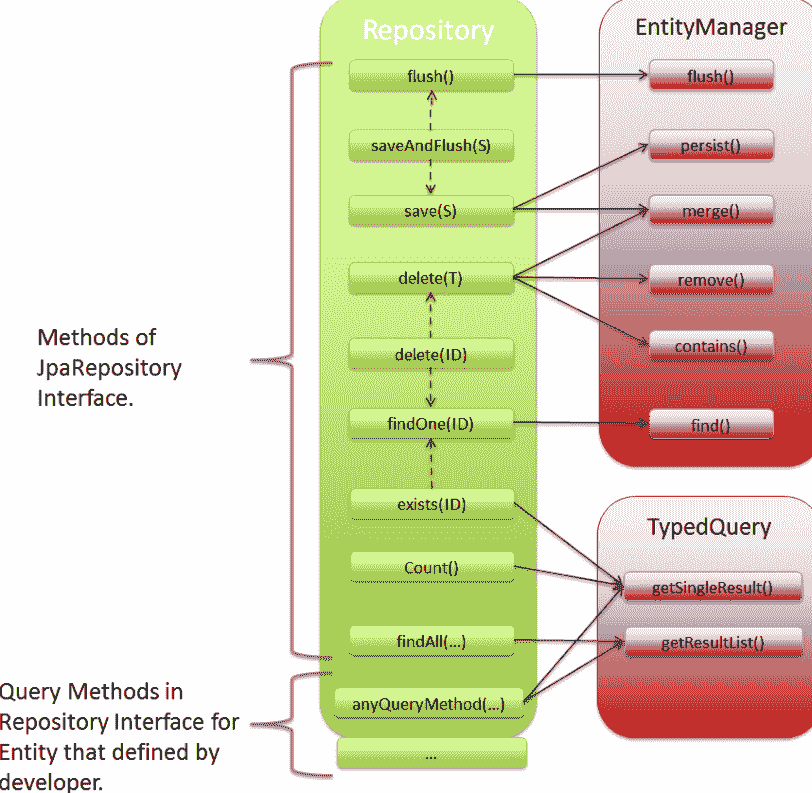 Repository
EntityManager
flush()
flush()
saveAndFlush(S)
persist()
save(S)
merge()
delete(T)
remove()
Methods of
JpaRepository
Interface.
delete(ID)
contains()
findOne(ID)
find()
exists(ID)
TypedQuery
Count()
getSingleResult()
findAll(...)
getResultList()
Query Methods in
Repository Interface for
Entity that defined by
developer.
anyQueryMethod(...)
...